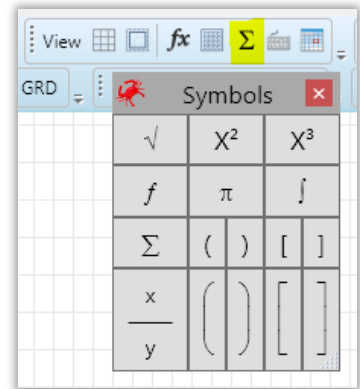 View fx Σ
GRD
Symbols
√ X² X³
f π ∫
Σ ( ) [ ]
x
y
( ) [ ]